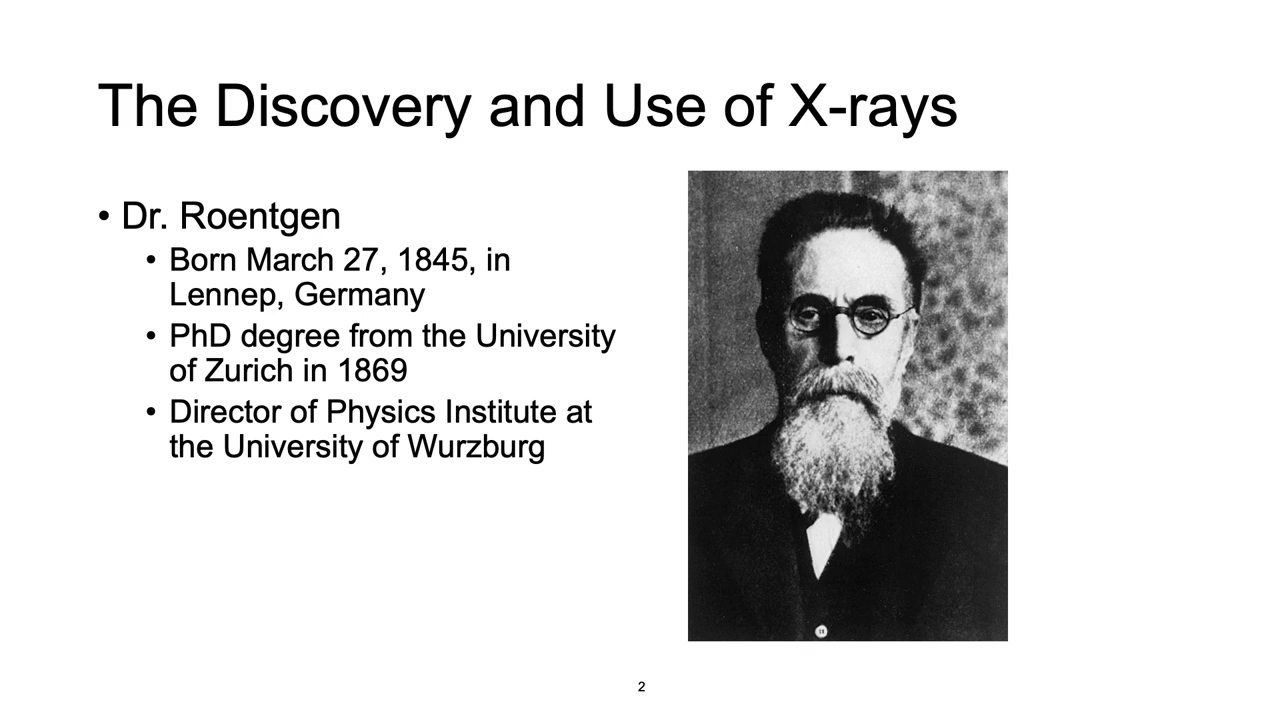 The Discovery and Use of X-rays
• Dr. Roentgen
• Born March 27, 1845, in
Lennep, Germany
• PhD degree from the University
of Zurich in 1869
• Director of Physics Institute at
the University of Wurzburg
2